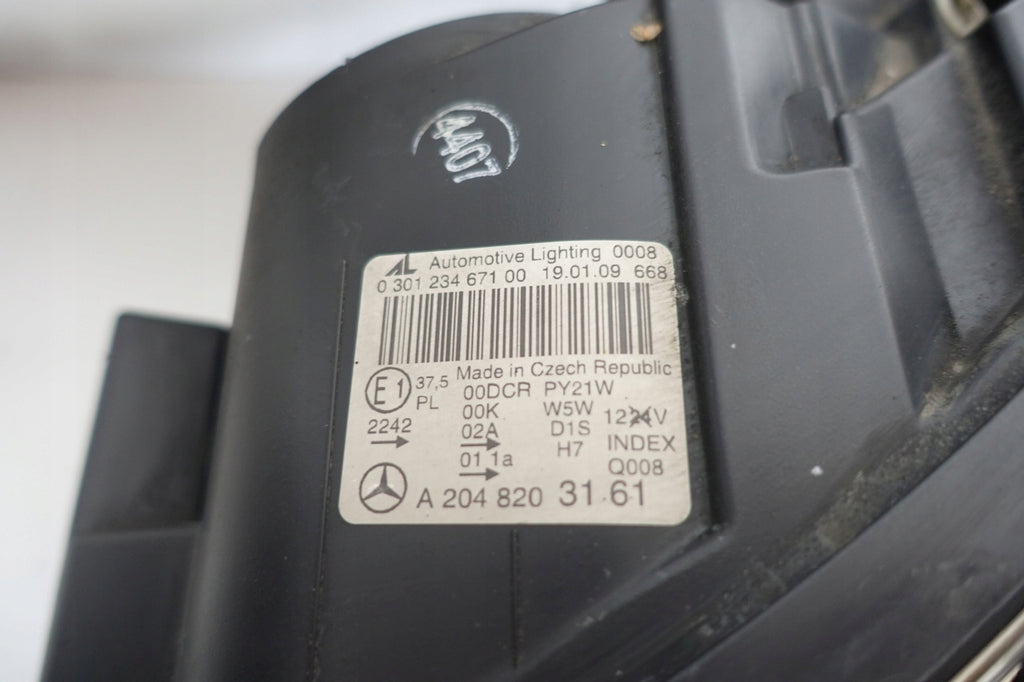 4407
AL Automotive Lighting 0008
0 301 234 671 00 19.01.09 668
Made in Czech Republic
E1 37,5 00DCR PY21W
PL 00K W5W 1224V
2242 02A D1S INDEX
01 1a H7 Q008
A 204 820 31 61